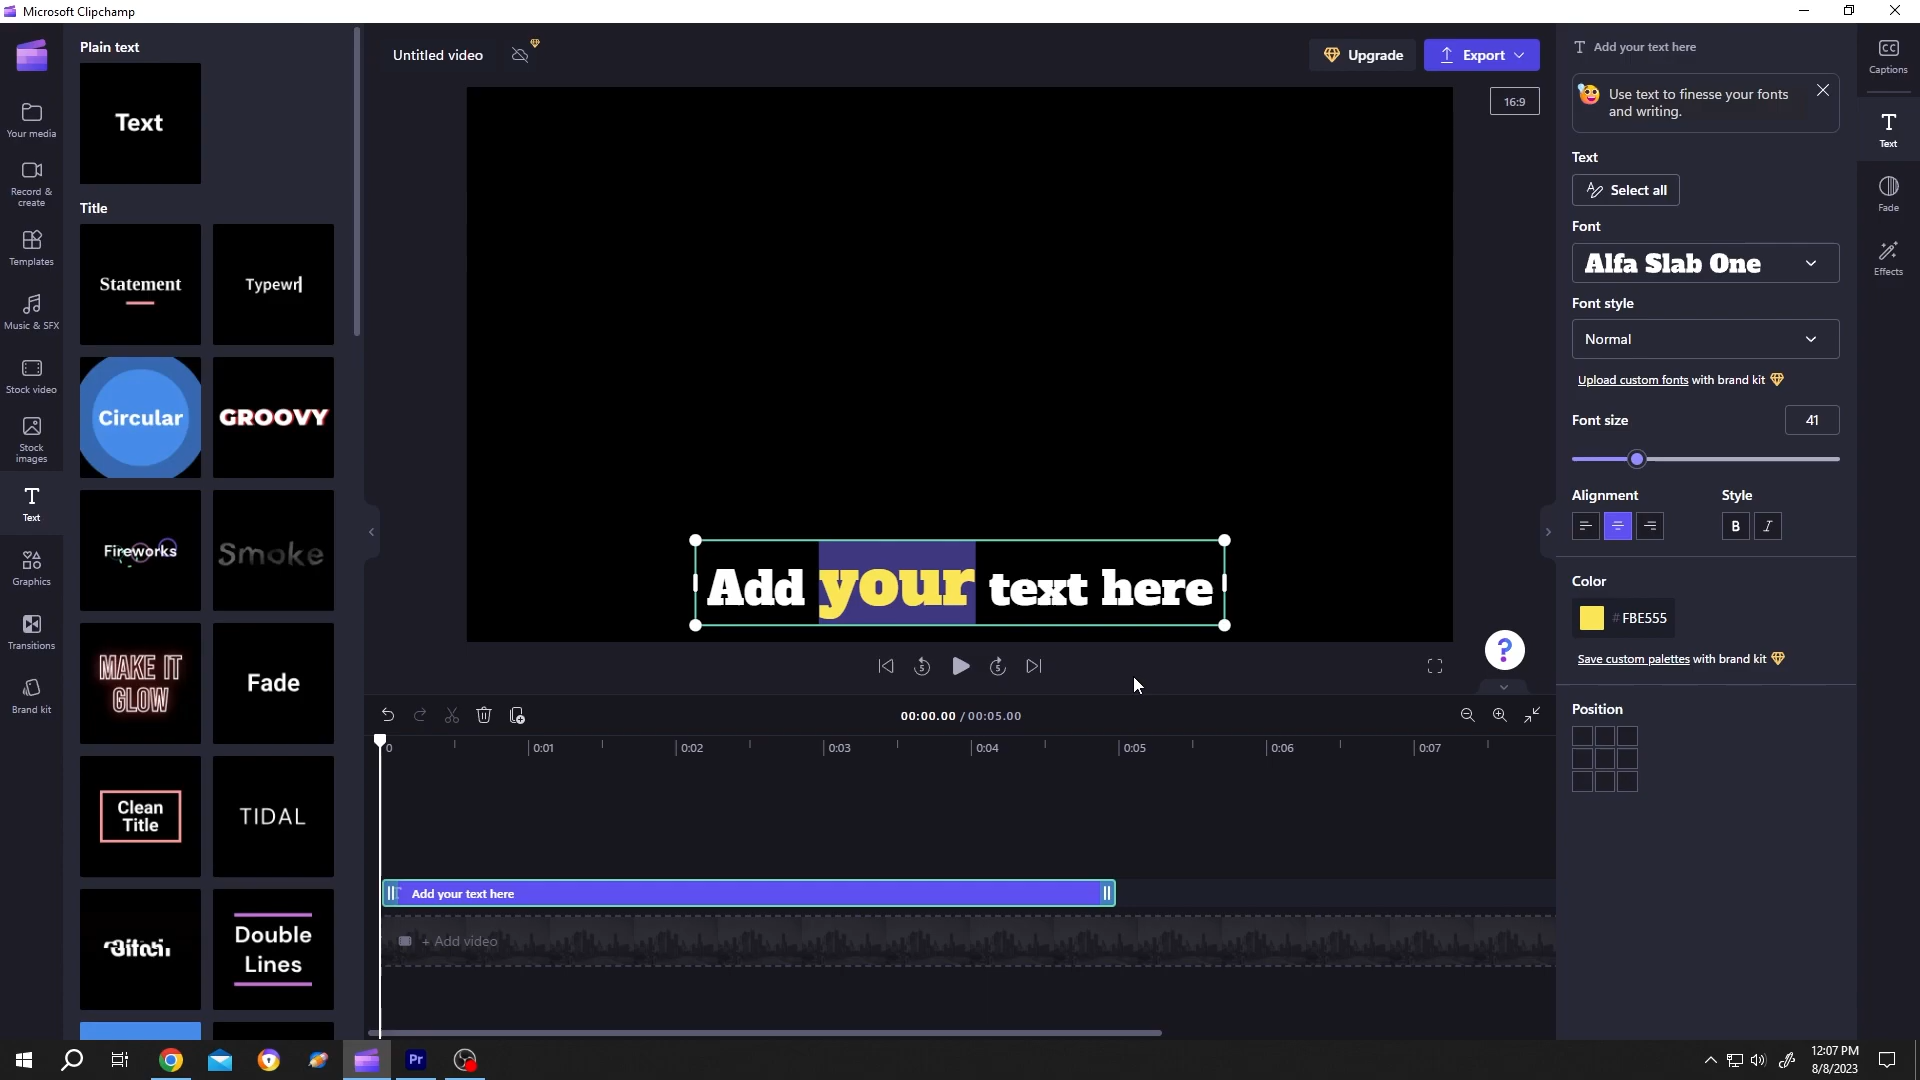 Microsoft Clipchamp
Plain text
Text
Title
Statement
Typewr
Circular
GROOVY
Fireworks
Smoke
MAKE IT
GLOW
Fade
Clean
Title
TIDAL
Glitch
Double
Lines
Your media
Record &
create
Templates
Music & SFX
Stock video
Stock
images
Text
Graphics
Transitions
Brand kit
Untitled video
Upgrade
Export
16:9
Add your text here
?
00:00.00 / 00:05.00
0
0:01
0:02
0:03
0:04
0:05
0:06
0:07
Add your text here
+ Add video
T Add your text here
Use text to finesse your fonts
and writing.
Text
Select all
Font
Alfa Slab One
Font style
Normal
Upload custom fonts with brand kit
Font size
41
Alignment
Style
B I
Color
# FBE555
Save custom palettes with brand kit
Position
CC
Captions
Text
Fade
Effects
Pr
12:07 PM
8/8/2023